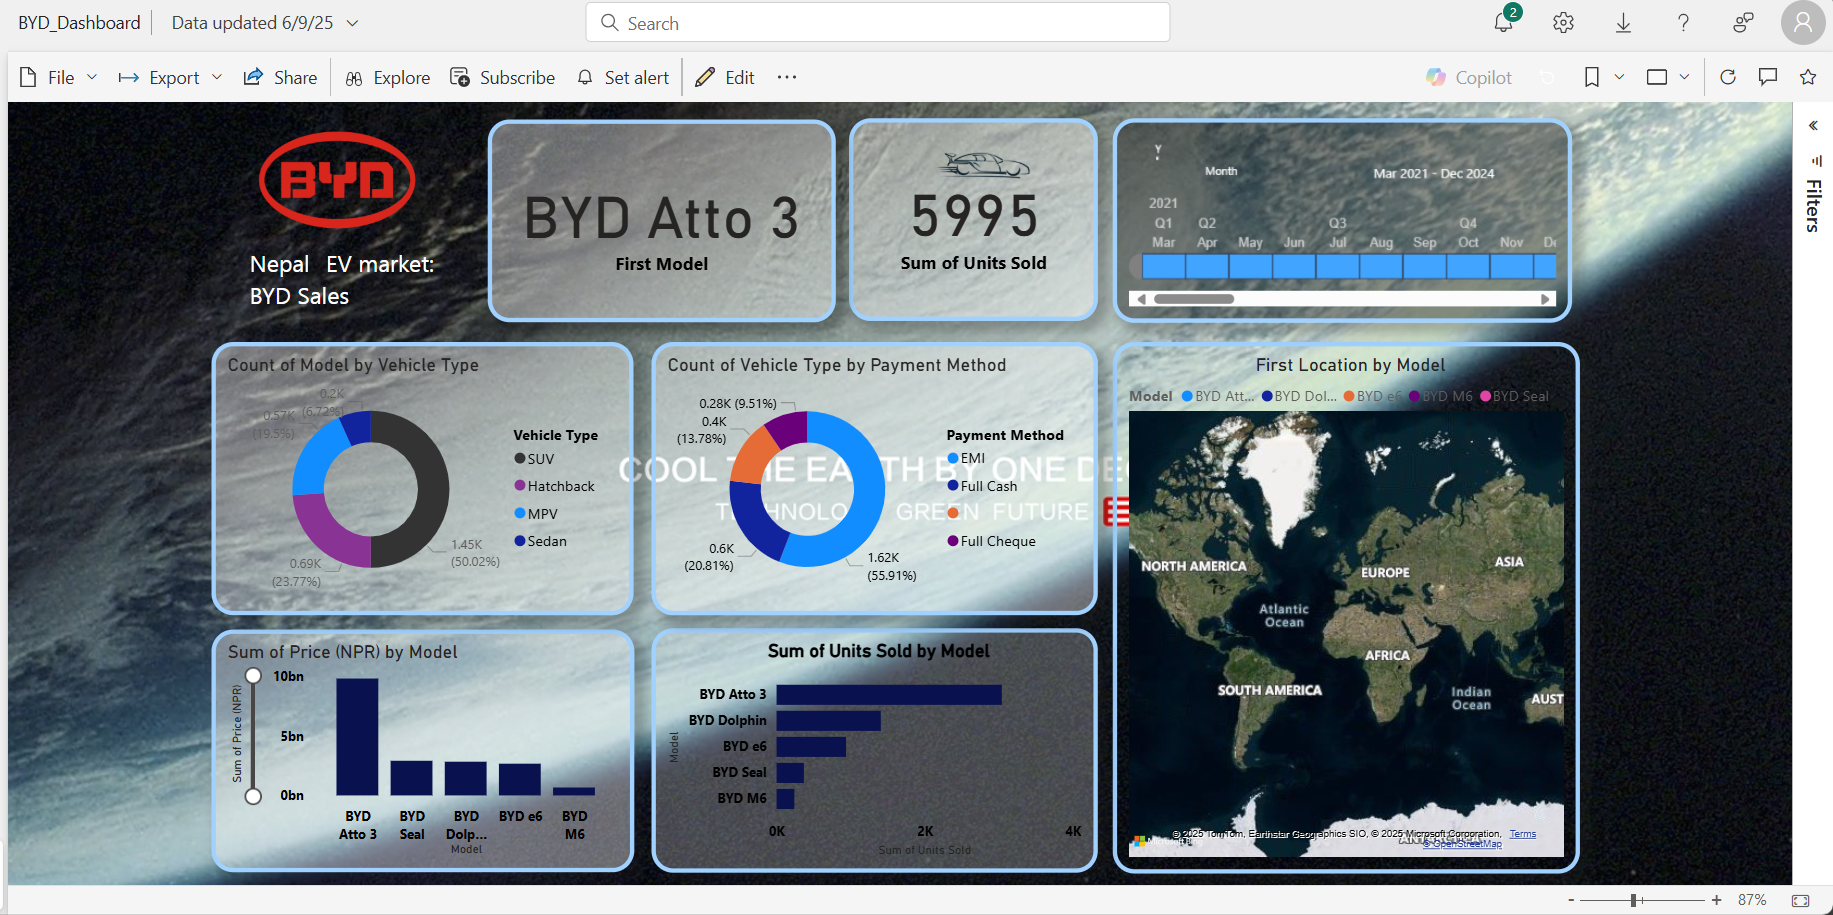 BYD_Dashboard
Data updated 6/9/25
Search
2
File
Export
Share
Explore
Subscribe
Set alert
Edit
Copilot
BYD
Nepal EV market:
BYD Sales
BYD Atto 3
First Model
5995
Sum of Units Sold
Y
Month
Mar 2021 - Dec 2024
2021
Q1 Q2 Q3 Q4
Mar Apr May Jun Jul Aug Sep Oct Nov
Filters
Count of Model by Vehicle Type
0.2K
(6.72%)
0.57K
(19.5%)
0.69K
(23.77%)
1.45K
(50.02%)
Vehicle Type
SUV
Hatchback
MPV
Sedan
Count of Vehicle Type by Payment Method
0.28K (9.51%)
0.4K
(13.78%)
0.6K
(20.81%)
1.62K
(55.91%)
Payment Method
EMI
Full Cash
Full Cheque
COOL THE EARTH BY ONE DE
TECHNOLO GREEN FUTURE
First Location by Model
Model BYD Att... BYD Dol... BYD e6 BYD M6 BYD Seal
NORTH AMERICA
EUROPE
ASIA
Atlantic
Ocean
AFRICA
SOUTH AMERICA
Indian
Ocean
AUST
© 2025 TomTom, Earthstar Geographics SIO, © 2025 Microsoft Corporation, Terms
© OpenStreetMap
Sum of Price (NPR) by Model
Sum of Price (NPR)
10bn
5bn
0bn
BYD Atto 3
BYD Seal
BYD Dolp...
BYD e6
BYD M6
Model
Sum of Units Sold by Model
Model
BYD Atto 3
BYD Dolphin
BYD e6
BYD Seal
BYD M6
0K 2K 4K
Sum of Units Sold
- + 87%